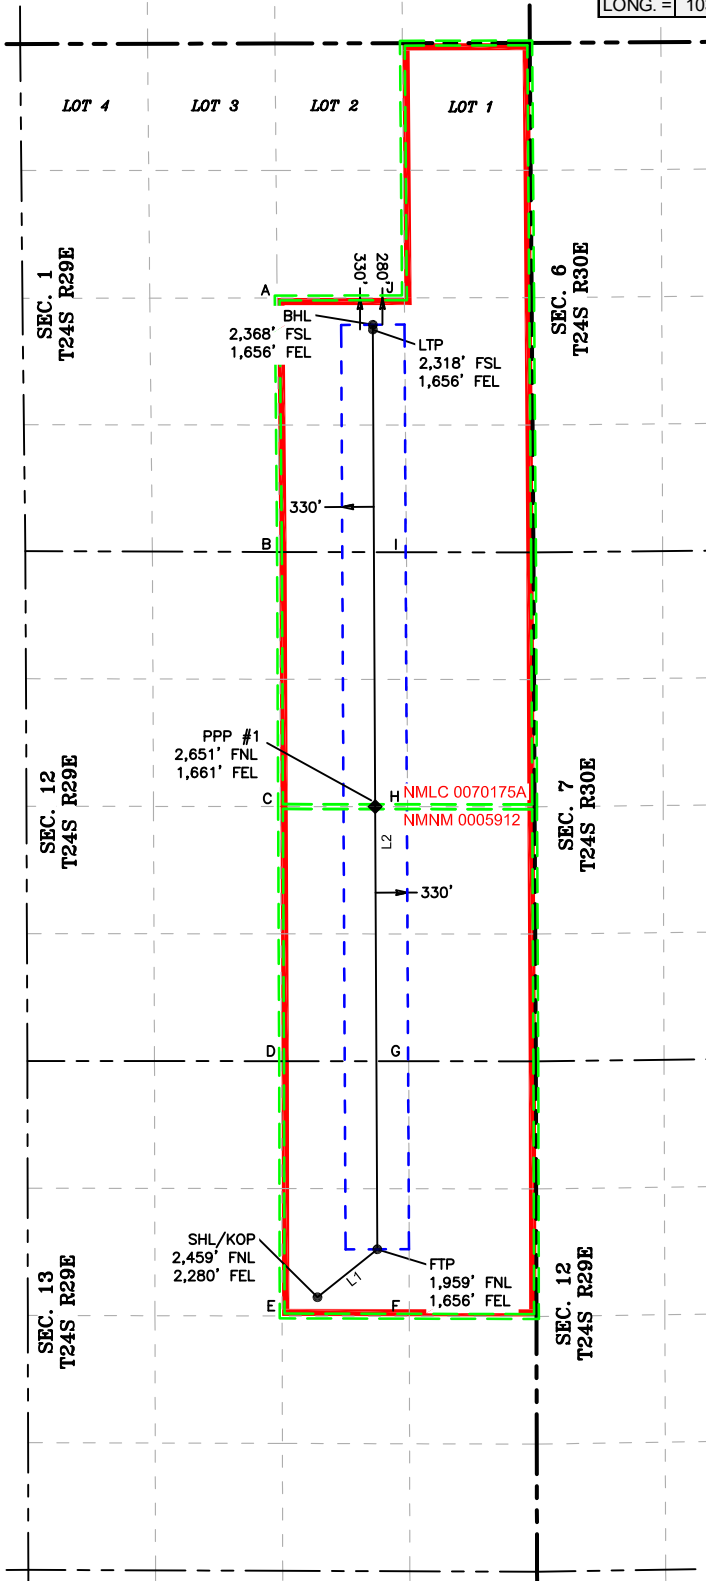 LONG. =
LOT 4
LOT 3
LOT 2
LOT 1
SEC. 1
T24S R29E
SEC. 6
T24S R30E
A
330'
280'
J
BHL
2,368' FSL
1,656' FEL
LTP
2,318' FSL
1,656' FEL
330'
B
I
PPP #1
2,651' FNL
1,661' FEL
SEC. 12
T24S R29E
SEC. 7
T24S R30E
C
H
NMLC 0070175A
NMNM 0005912
L2
330'
D
G
SHL/KOP
2,459' FNL
2,280' FEL
L1
FTP
1,959' FNL
1,656' FEL
E
F
SEC. 13
T24S R29E
SEC. 12
T24S R29E